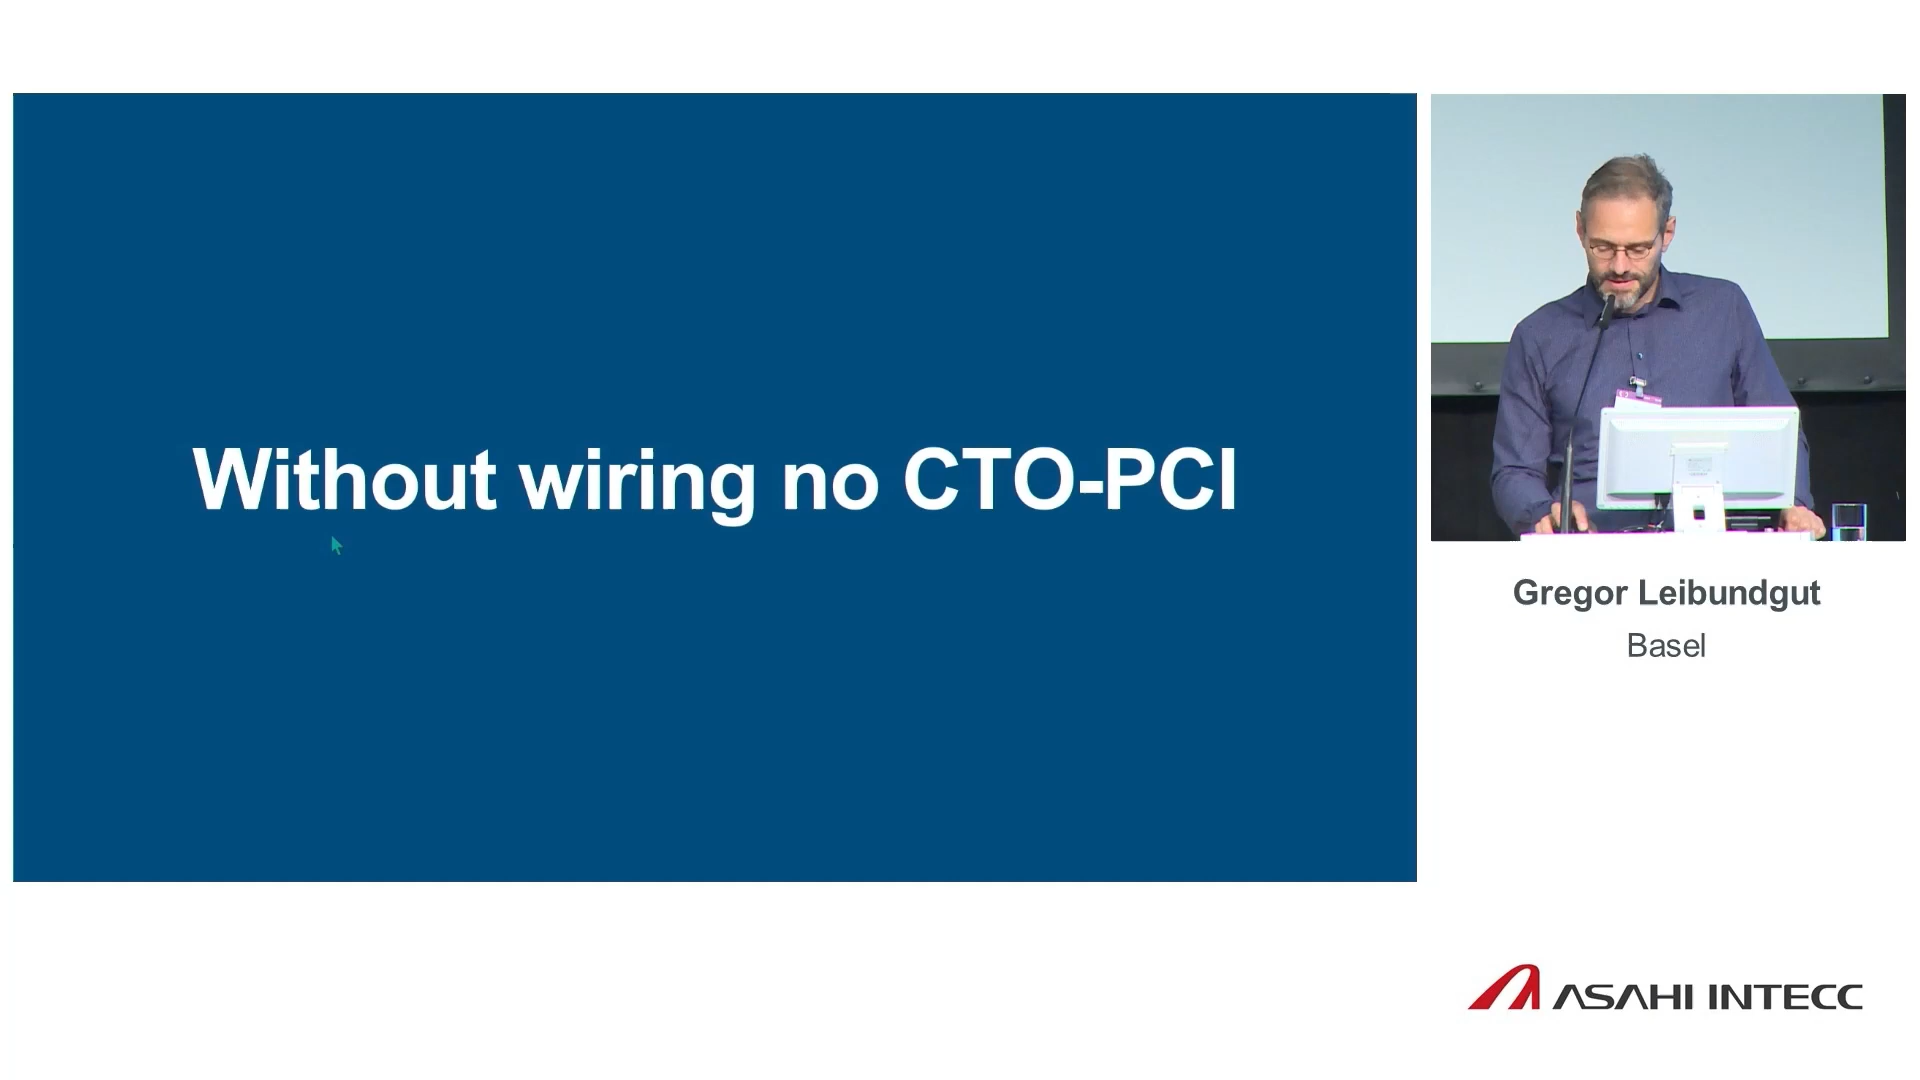 Without wiring no CTO-PCI
Gregor Leibundgut
Basel
ASAHI INTECC